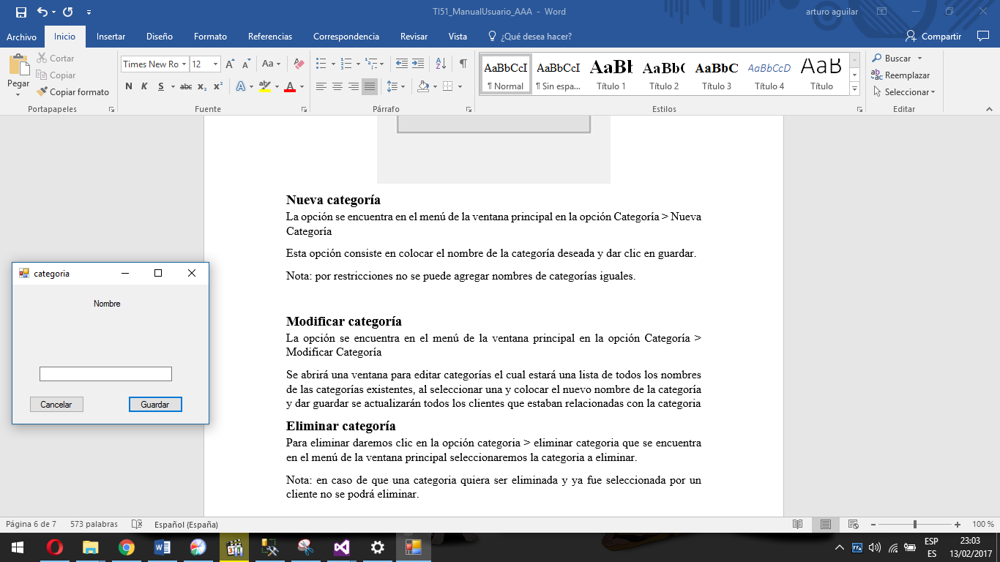 TI51_ManualUsuario_AAA - Word
arturo aguilar
Archivo Inicio Insertar Diseño Formato Referencias Correspondencia Revisar Vista ¿Qué desea hacer? Compartir
Pegar
Cortar
Copiar
Copiar formato
Portapapeles
Times New Ro 12
Aa
N K S abc x₂ x²
Fuente
Párrafo
AaBbCcI AaBbCcI AaBb AaBbC AaBbC AaBbCcD AaB
¶ Normal ¶ Sin espa... Título 1 Título 2 Título 3 Título 4 Título
Estilos
Buscar
Reemplazar
Seleccionar
Editar
Nueva categoría
La opción se encuentra en el menú de la ventana principal en la opción Categoría > Nueva
Categoría
Esta opción consiste en colocar el nombre de la categoría deseada y dar clic en guardar.
Nota: por restricciones no se puede agregar nombres de categorías iguales.
Modificar categoría
La opción se encuentra en el menú de la ventana principal en la opción Categoría >
Modificar Categoría
Se abrirá una ventana para editar categorías el cual estará una lista de todos los nombres
de las categorías existentes, al seleccionar una y colocar el nuevo nombre de la categoría
y dar guardar se actualizarán todos los clientes que estaban relacionadas con la categoria
Eliminar categoría
Para eliminar daremos clic en la opción categoria > eliminar categoria que se encuentra
en el menú de la ventana principal seleccionaremos la categoria a eliminar.
Nota: en caso de que una categoria quiera ser eliminada y ya fue seleccionada por un
cliente no se podrá eliminar.
categoria
Nombre
Cancelar Guardar
Página 6 de 7 573 palabras Español (España) 100 %
ESP
ES
23:03
13/02/2017